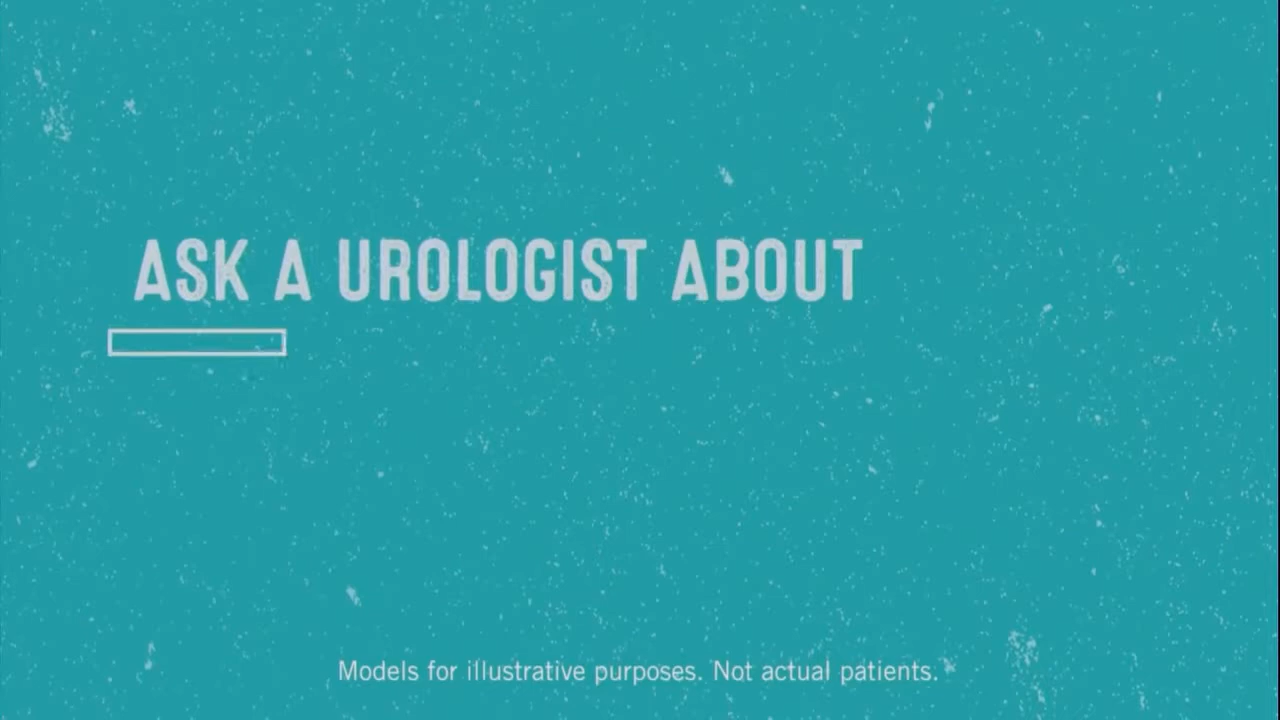 ASK A UROLOGIST ABOUT
Models for illustrative purposes. Not actual patients.